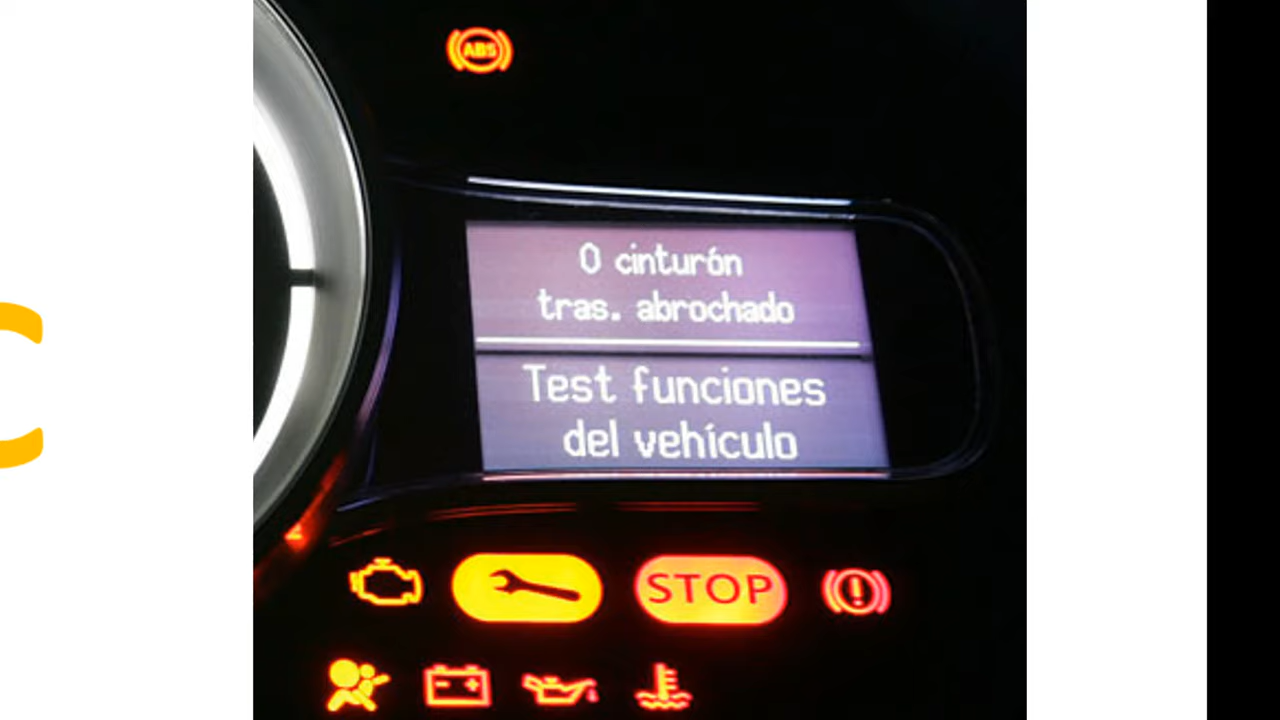 ABS
0 cinturón
tras. abrochado
Test funciones
del vehículo
STOP